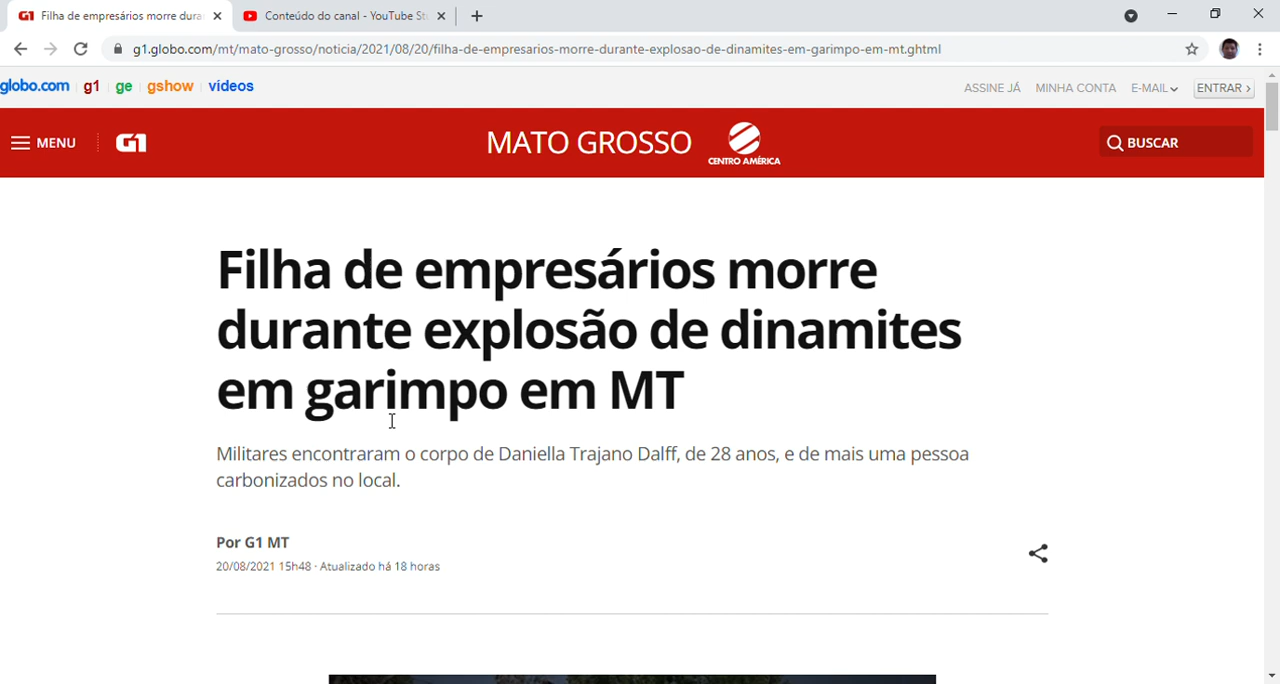 Filha de empresários morre dura
Conteúdo do canal - YouTube St
g1.globo.com/mt/mato-grosso/noticia/2021/08/20/filha-de-empresarios-morre-durante-explosao-de-dinamites-em-garimpo-em-mt.ghtml
globo.com g1 ge gshow videos
ASSINE JÁ MINHA CONTA E-MAIL ENTRAR ›
MENU G1 MATO GROSSO CENTRO AMÉRICA BUSCAR
Filha de empresários morre
durante explosão de dinamites
em garimpo em MT
Militares encontraram o corpo de Daniella Trajano Dalff, de 28 anos, e de mais uma pessoa
carbonizados no local.
Por G1 MT
20/08/2021 15h48 · Atualizado há 18 horas